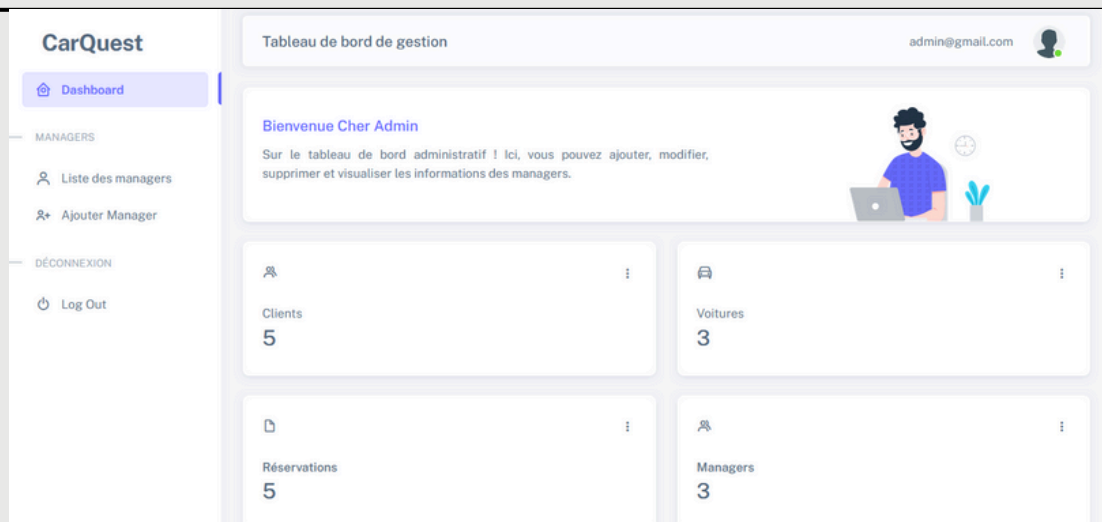 CarQuest
Dashboard
MANAGERS
Liste des managers
Ajouter Manager
DÉCONNEXION
Log Out
Tableau de bord de gestion
admin@gmail.com
Bienvenue Cher Admin
Sur le tableau de bord administratif ! Ici, vous pouvez ajouter, modifier,
supprimer et visualiser les informations des managers.
Clients
5
Voitures
3
Réservations
5
Managers
3